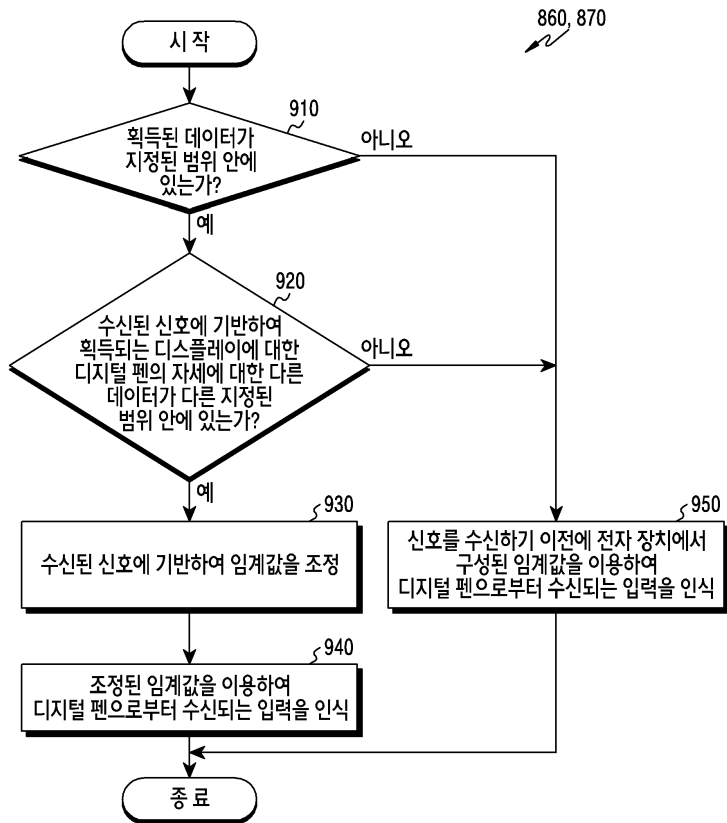 860, 870
시작
910
획득된 데이터가
지정된 범위 안에
있는가?
아니오
예
920
수신된 신호에 기반하여
획득되는 디스플레이에 대한
디지털 펜의 자세에 대한 다른
데이터가 다른 지정된
범위 안에 있는가?
아니오
예
930
수신된 신호에 기반하여 임계값을 조정
950
신호를 수신하기 이전에 전자 장치에서
구성된 임계값을 이용하여
디지털 펜으로부터 수신되는 입력을 인식
940
조정된 임계값을 이용하여
디지털 펜으로부터 수신되는 입력을 인식
종료